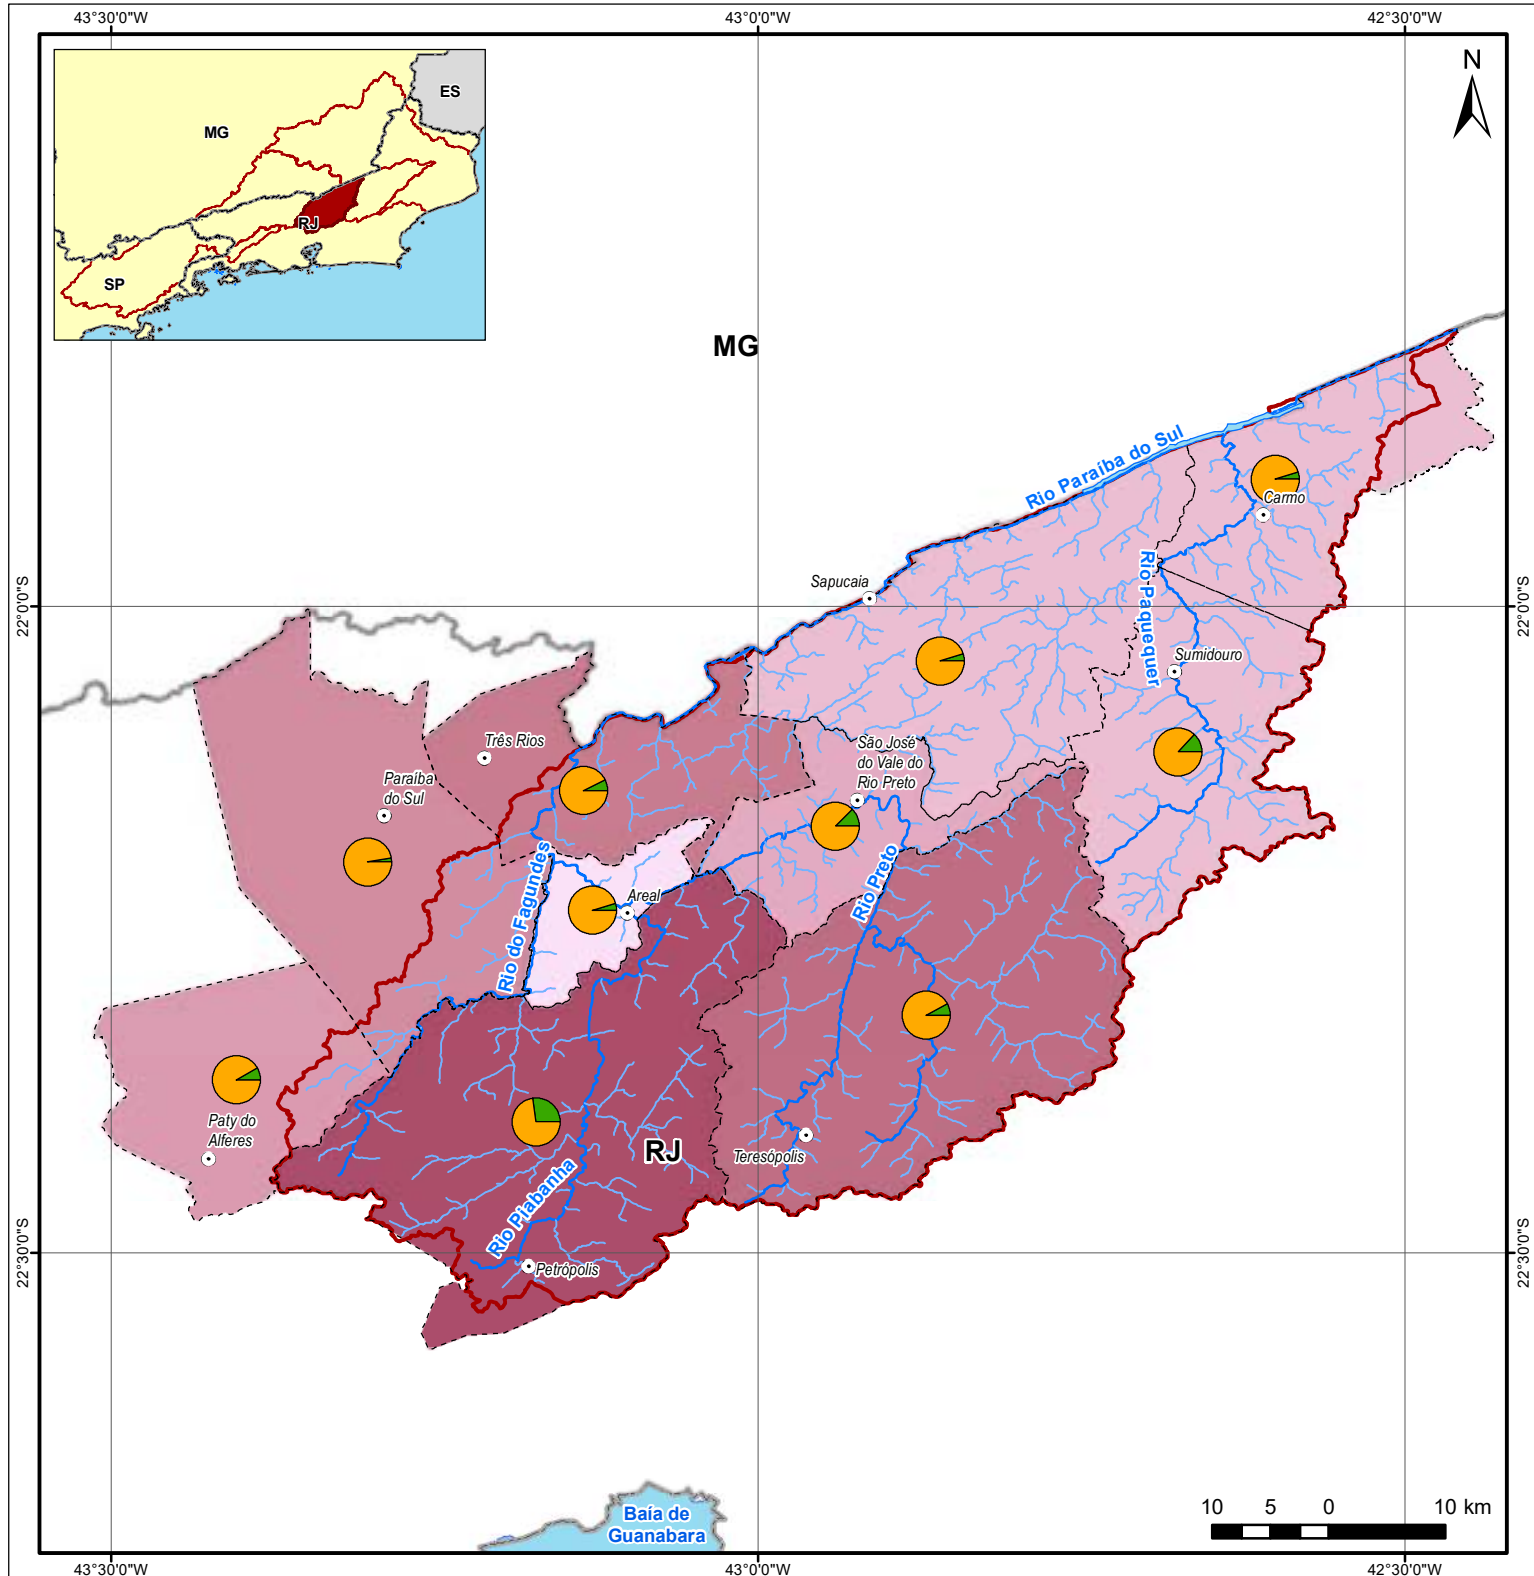 43°30'0"W
43°0'0"W
42°30'0"W
ES
MG
RJ
SP
N
MG
Rio Paraíba do Sul
Carmo
Sapucaia
Rio Paquequer
22°0'0"S
22°0'0"S
Sumidouro
Três Rios
São José
do Vale do
Rio Preto
Paraíba
do Sul
Rio do Fagundes
Areal
Rio Preto
Paty do
Alferes
Teresópolis
RJ
Rio Piabanha
22°30'0"S
22°30'0"S
Petrópolis
Baía de
Guanabara
10 5 0 10 km
43°30'0"W
43°0'0"W
42°30'0"W